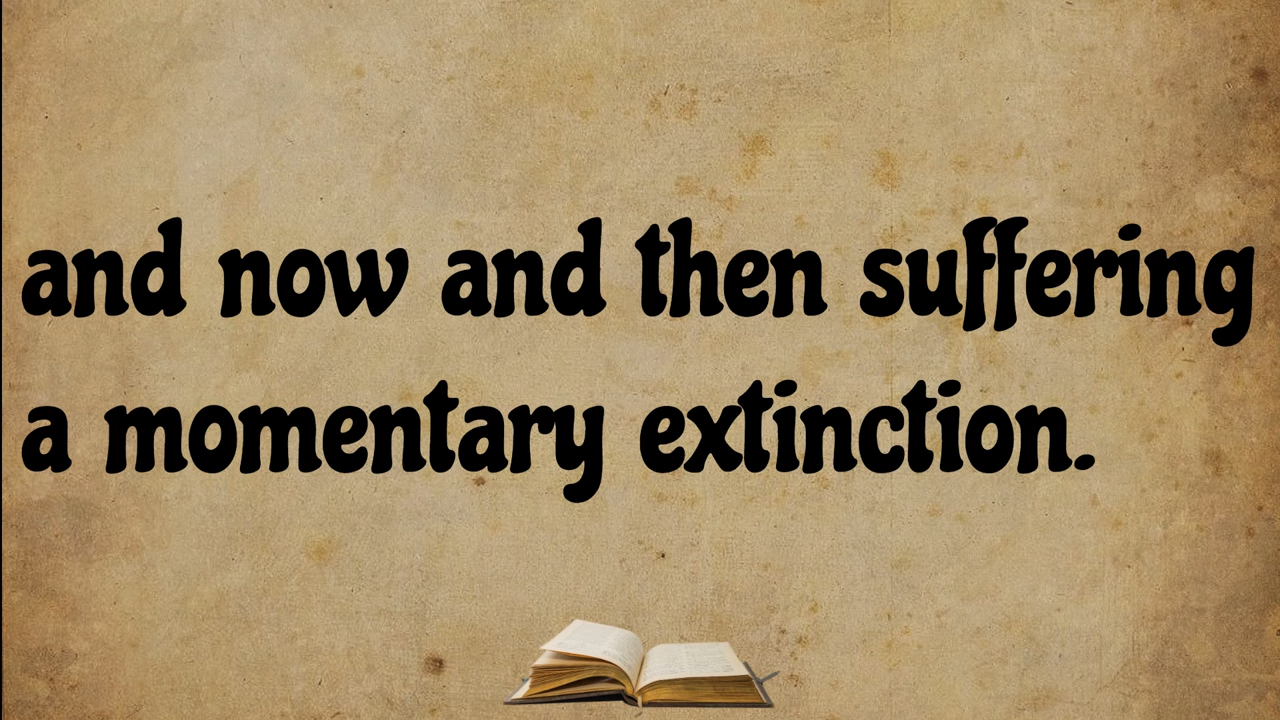 and now and then suffering
a momentary extinction.